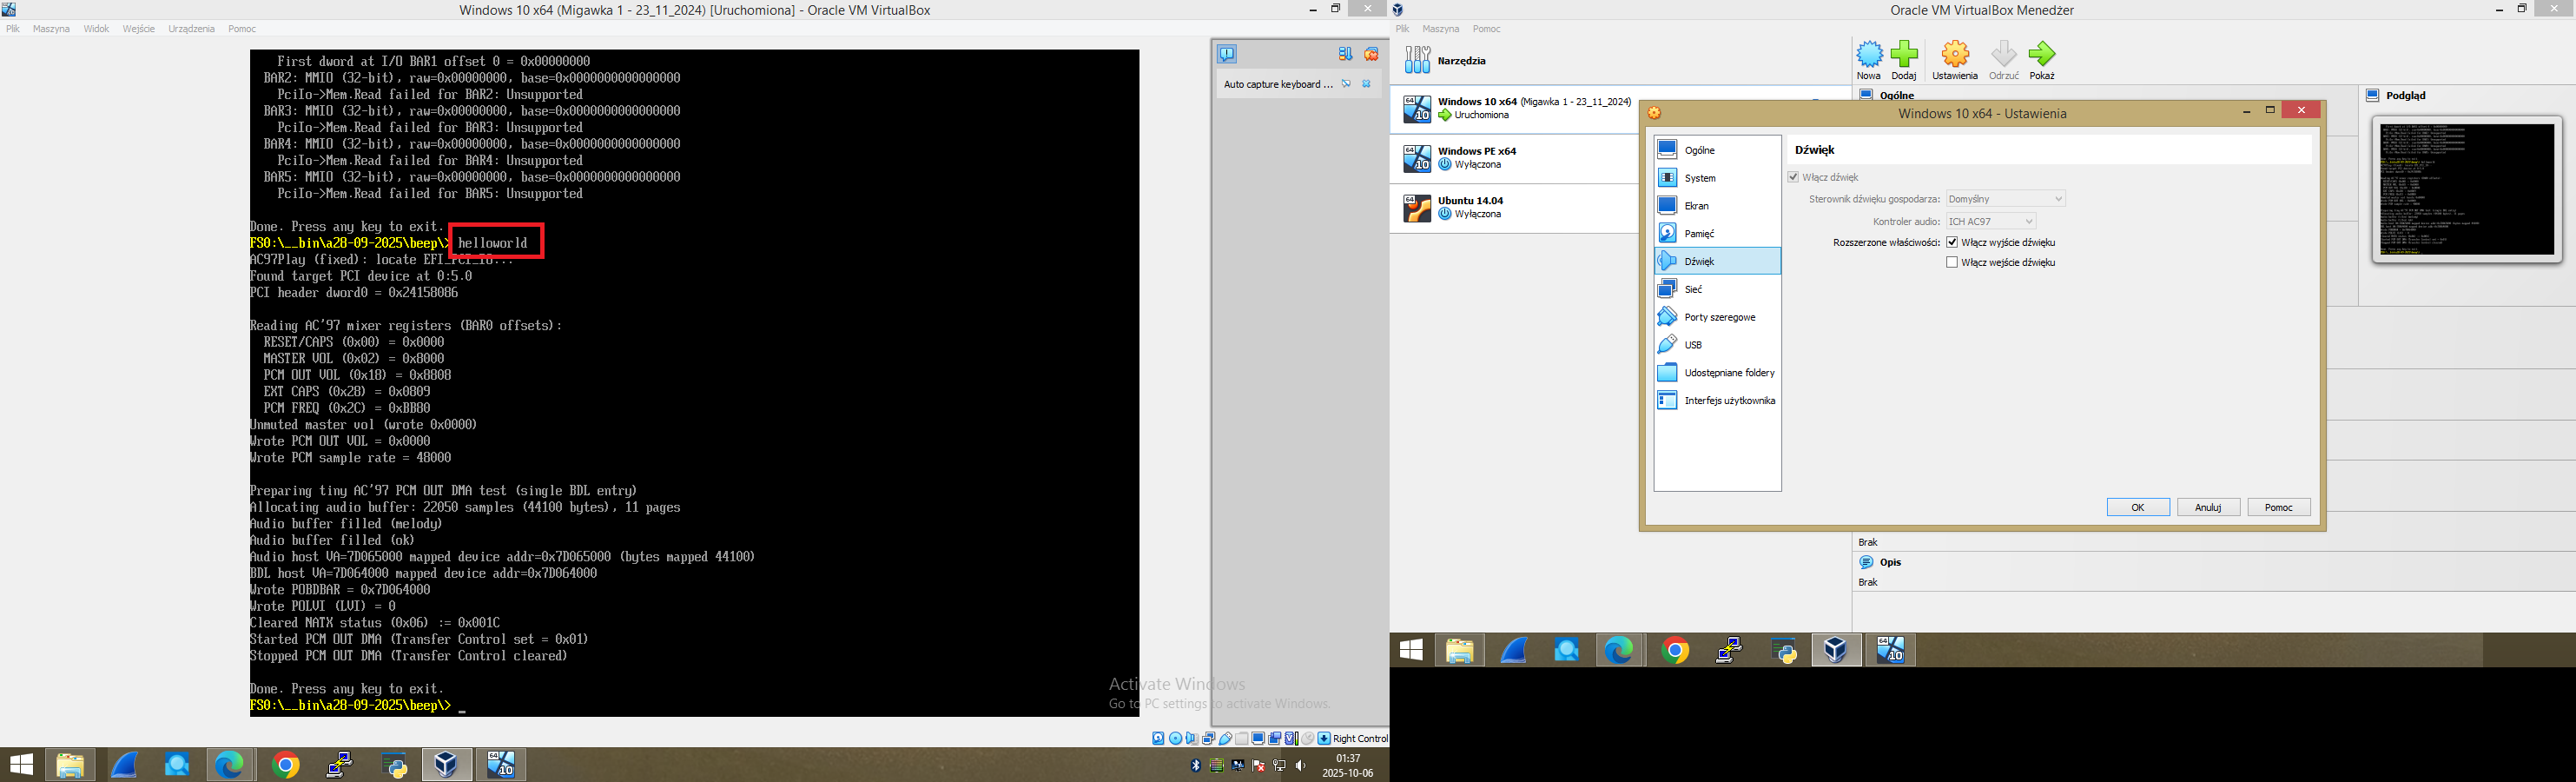 Windows 10 x64 (Migawka 1 - 23_11_2024) [Uruchomiona] - Oracle VM VirtualBox
Plik Maszyna Widok Wejście Urządzenia Pomoc
First dword at I/O BAR1 offset 0 = 0x00000000
BAR2: MMIO (32-bit), raw=0x00000000, base=0x0000000000000000
PciIo->Mem.Read failed for BAR2: Unsupported
BAR3: MMIO (32-bit), raw=0x00000000, base=0x0000000000000000
PciIo->Mem.Read failed for BAR3: Unsupported
BAR4: MMIO (32-bit), raw=0x00000000, base=0x0000000000000000
PciIo->Mem.Read failed for BAR4: Unsupported
BAR5: MMIO (32-bit), raw=0x00000000, base=0x0000000000000000
PciIo->Mem.Read failed for BAR5: Unsupported
Done. Press any key to exit.
FS0:\__bin\a28-09-2025\beep\> helloworld
AC97Play (fixed): locate EFI_PCI_IO...
Found target PCI device at 0:5.0
PCI header dword0 = 0x24158086
Reading AC'97 mixer registers (BAR0 offsets):
RESET/CAPS (0x00) = 0x0000
MASTER VOL (0x02) = 0x8000
PCM OUT VOL (0x18) = 0x8808
EXT CAPS (0x28) = 0x0809
PCM FREQ (0x2C) = 0xBB80
Unmuted master vol (wrote 0x0000)
Wrote PCM OUT VOL = 0x0000
Wrote PCM sample rate = 48000
Preparing tiny AC'97 PCM OUT DMA test (single BDL entry)
Allocating audio buffer: 22050 samples (44100 bytes), 11 pages
Audio buffer filled (melody)
Audio buffer filled (ok)
Audio host VA=7D065000 mapped device addr=0x7D065000 (bytes mapped 44100)
BDL host VA=7D064000 mapped device addr=0x7D064000
Wrote POBDBAR = 0x7D064000
Wrote POLVI (LVI) = 0
Cleared NATX status (0x06) := 0x001C
Started PCM OUT DMA (Transfer Control set = 0x01)
Stopped PCM OUT DMA (Transfer Control cleared)
Done. Press any key to exit.
FS0:\__bin\a28-09-2025\beep\> _
Auto capture keyboard ...
Activate Windows
Go to PC settings to activate Windows.
Right Control
01:37
2025-10-06
Oracle VM VirtualBox Menedżer
Plik Maszyna Pomoc
Narzędzia
Nowa Dodaj Ustawienia Odrzuć Pokaż
Windows 10 x64 (Migawka 1 - 23_11_2024)
Uruchomiona
Windows PE x64
Wyłączona
Ubuntu 14.04
Wyłączona
Ogólne
Podgląd
Windows 10 x64 - Ustawienia
Ogólne
System
Ekran
Pamięć
Dźwięk
Sieć
Porty szeregowe
USB
Udostępniane foldery
Interfejs użytkownika
Dźwięk
Włącz dźwięk
Sterownik dźwięku gospodarza: Domyślny
Kontroler audio: ICH AC97
Rozszerzone właściwości: Włącz wyjście dźwięku
Włącz wejście dźwięku
OK Anuluj Pomoc
Brak
Opis
Brak